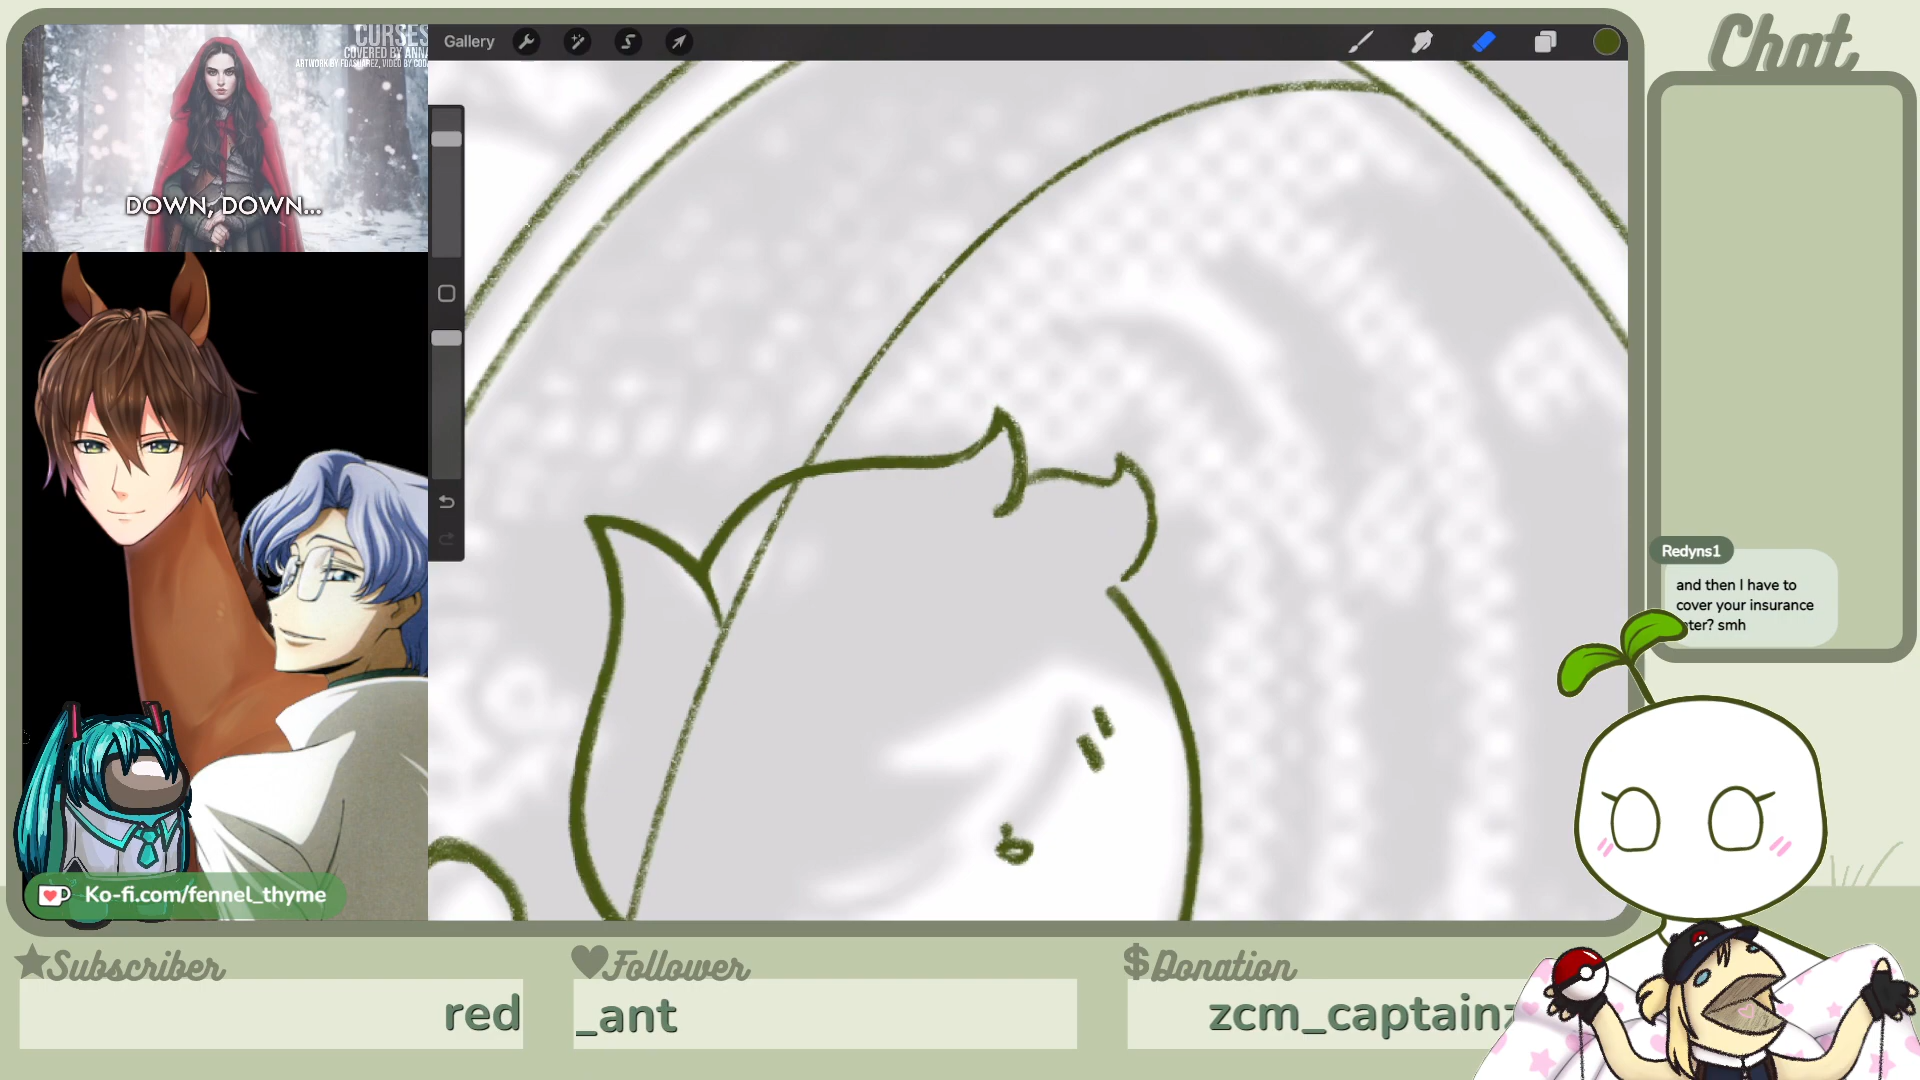 CURSES
COVERED BY ANNA
DOWN, DOWN...
Gallery
Chat
Redyns1
and then I have to
cover your insurance
smh
Ko-fi.com/fennel_thyme
Subscriber
Follower
$Donation
red
_ant
zcm_captainz